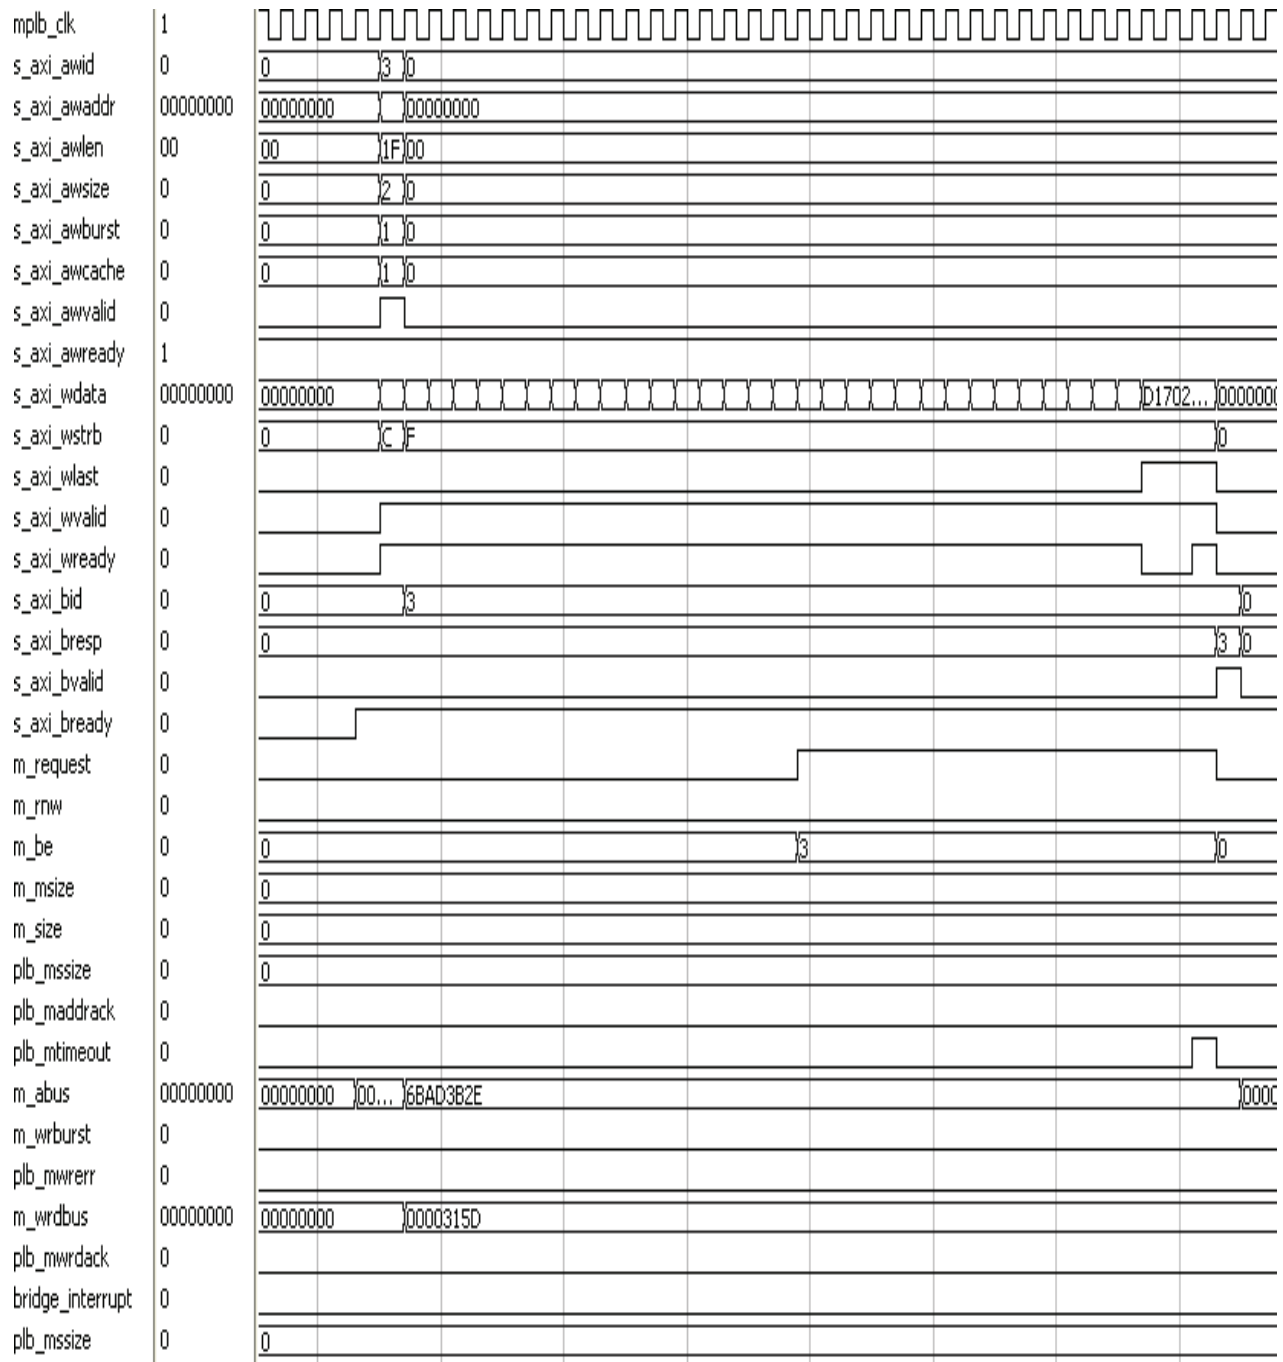 mplb_clk 1
s_axi_awid 0 0 3 0
s_axi_awaddr 00000000 00000000 00000000
s_axi_awlen 00 00 1F 00
s_axi_awsize 0 0 2 0
s_axi_awburst 0 0 1 0
s_axi_awcache 0 0 1 0
s_axi_awvalid 0
s_axi_awready 1
s_axi_wdata 00000000 00000000 D1702... 0000000
s_axi_wstrb 0 0 C F 0
s_axi_wlast 0
s_axi_wvalid 0
s_axi_wready 0
s_axi_bid 0 0 3 0
s_axi_bresp 0 0 3 0
s_axi_bvalid 0
s_axi_bready 0
m_request 0
m_rnw 0
m_be 0 0 3 0
m_msize 0 0
m_size 0 0
plb_mssize 0 0
plb_maddrack 0
plb_mtimeout 0
m_abus 00000000 00000000 00... 6BAD3B2E 0000
m_wrburst 0
plb_mwrerr 0
m_wrdbus 00000000 00000000 0000315D
plb_mwrdack 0
bridge_interrupt 0
plb_mssize 0 0